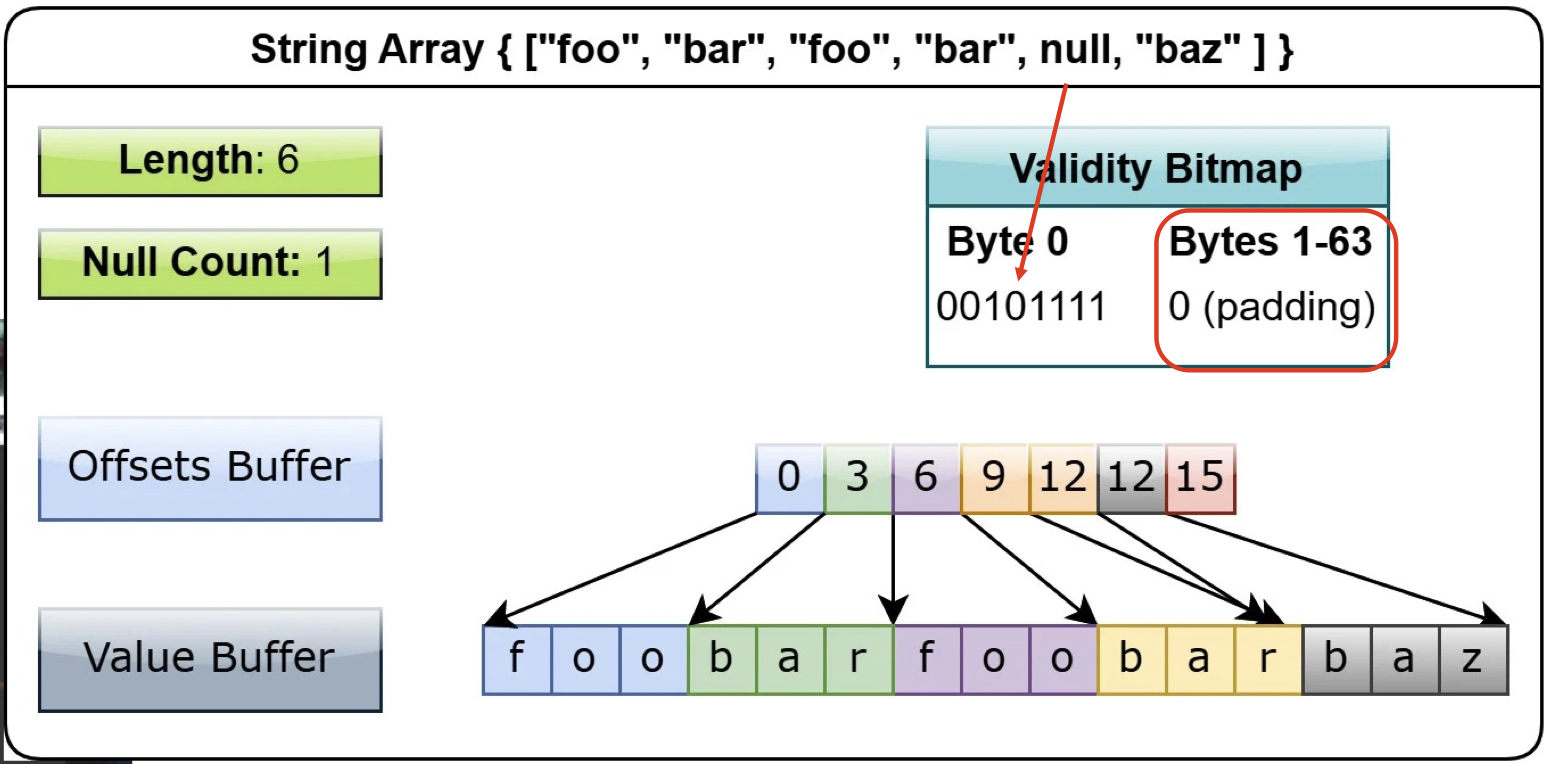 String Array { ["foo", "bar", "foo", "bar", null, "baz" ] }
Length: 6
Validity Bitmap
Null Count: 1
Byte 0 Bytes 1-63
00101111 0 (padding)
Offsets Buffer
0 3 6 9 12 12 15
Value Buffer
f o o b a r f o o b a r b a z